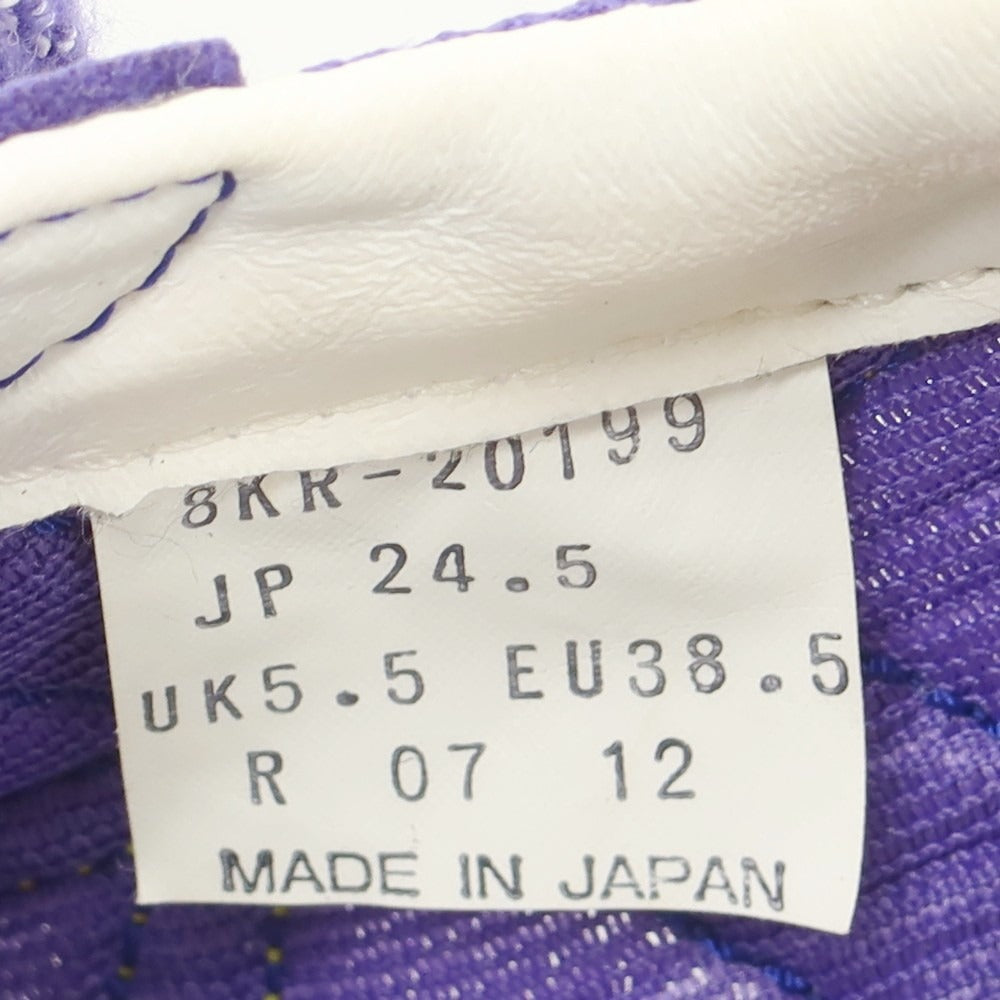 8KR-20199
JP 24.5
UK5.5 EU38.5
R 07 12
MADE IN JAPAN